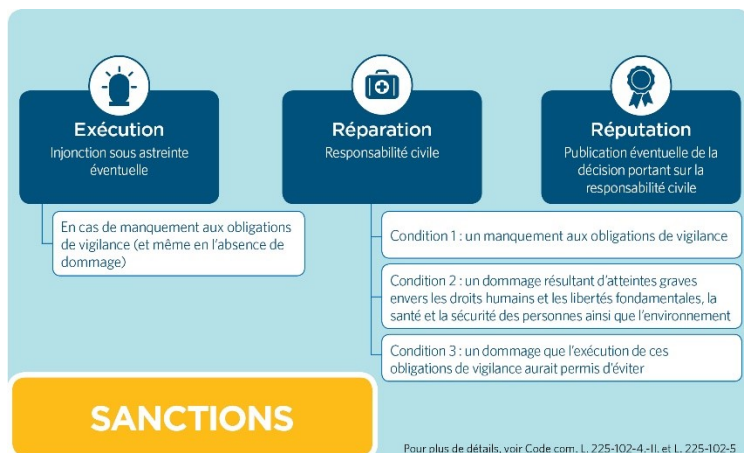 Exécution
Injonction sous astreinte
éventuelle
En cas de manquement aux obligations
de vigilance (et même en l'absence de
dommage)
Réparation
Responsabilité civile
Condition 1 : un manquement aux obligations de vigilance
Condition 2 : un dommage résultant d'atteintes graves
envers les droits humains et les libertés fondamentales, la
santé et la sécurité des personnes ainsi que l'environnement
Condition 3 : un dommage que l'exécution de ces
obligations de vigilance aurait permis d'éviter
Réputation
Publication éventuelle de la
décision portant sur la
responsabilité civile
SANCTIONS
Pour plus de détails, voir Code com. L. 225-102-4.-II. et L. 225-102-5